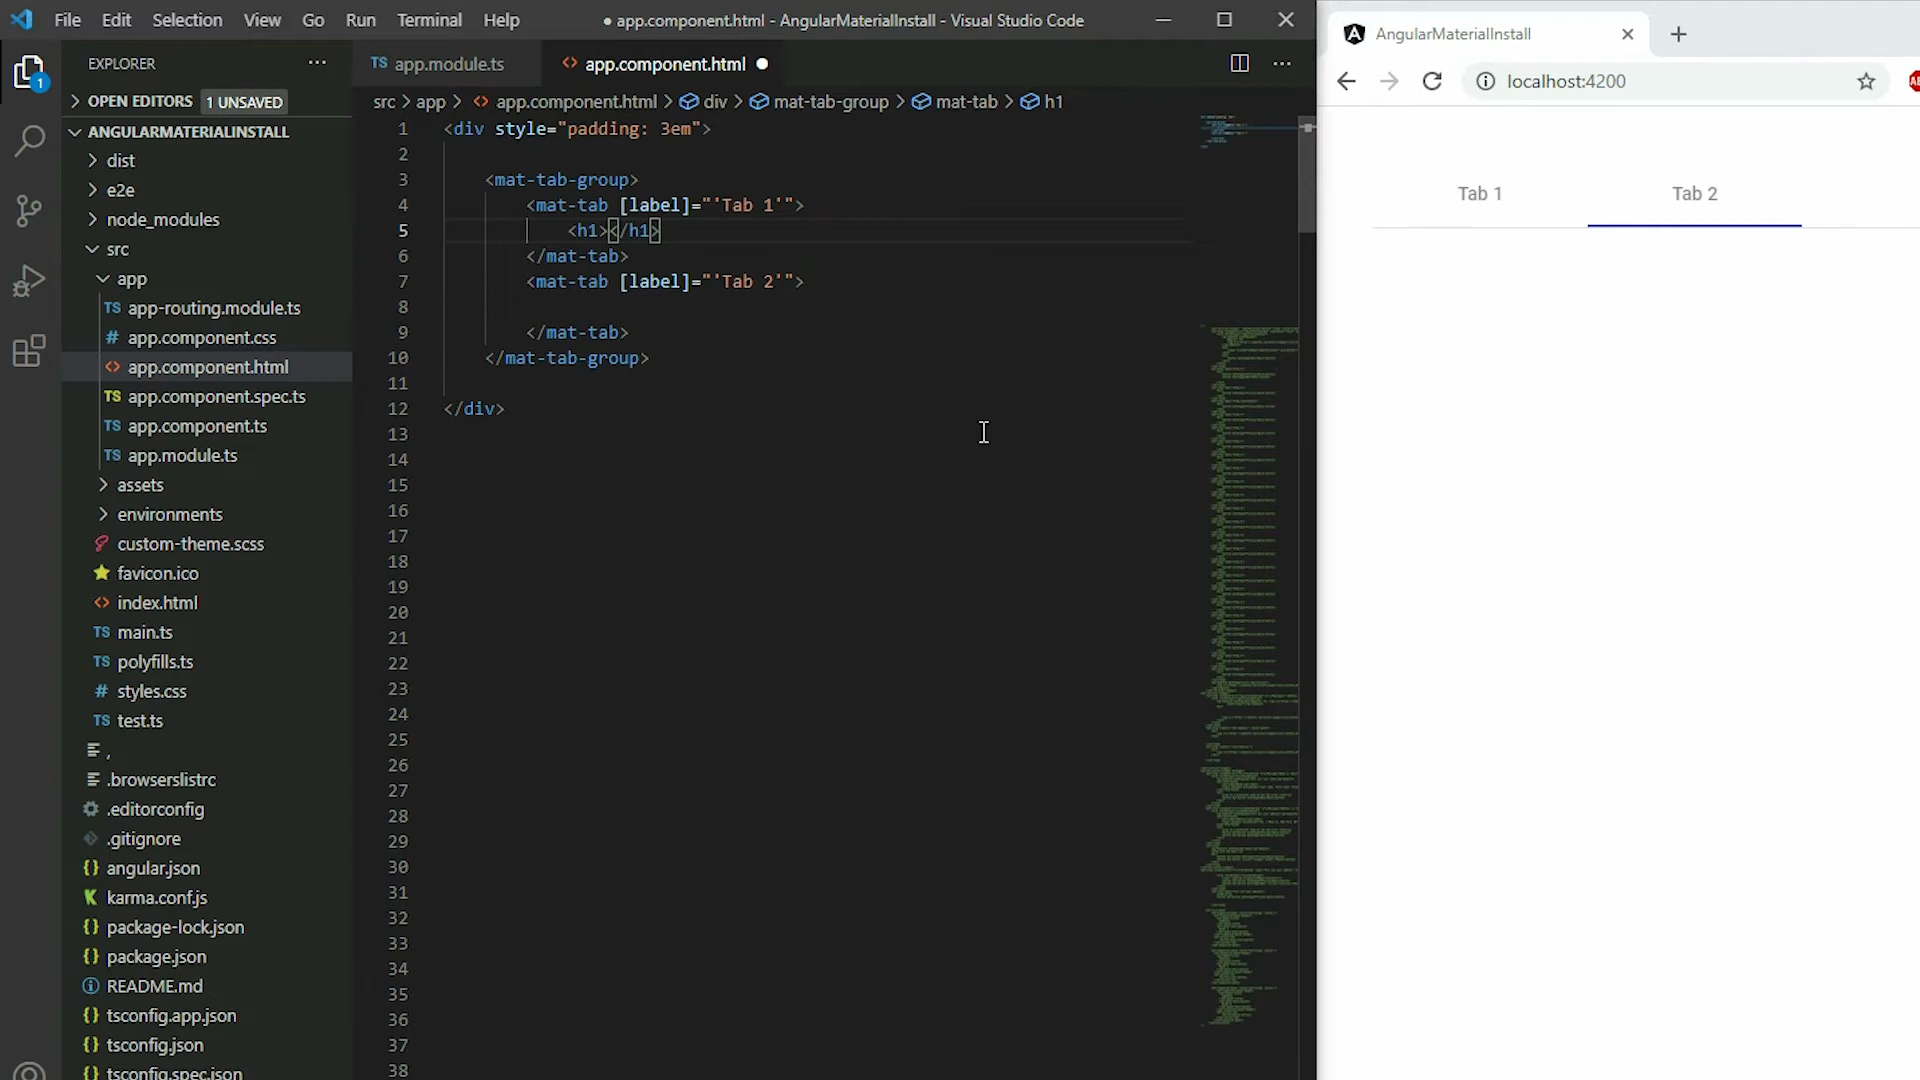 File Edit Selection View Go Run Terminal Help
● app.component.html - AngularMaterialInstall - Visual Studio Code
EXPLORER
OPEN EDITORS 1 UNSAVED
ANGULARMATERIALINSTALL
dist
e2e
node_modules
src
app
TS app-routing.module.ts
# app.component.css
<> app.component.html
TS app.component.spec.ts
TS app.component.ts
TS app.module.ts
assets
environments
custom-theme.scss
favicon.ico
<> index.html
TS main.ts
TS polyfills.ts
# styles.css
TS test.ts
,
.browserslistrc
.editorconfig
.gitignore
{} angular.json
K karma.conf.js
{} package-lock.json
{} package.json
README.md
{} tsconfig.app.json
{} tsconfig.json
{} tsconfig.spec.json
1
TS app.module.ts
<> app.component.html ●
src > app > <> app.component.html > div > mat-tab-group > mat-tab > h1
1 <div style="padding: 3em">
2
3 <mat-tab-group>
4 <mat-tab [label]="'Tab 1'">
5 <h1></h1>
6 </mat-tab>
7 <mat-tab [label]="'Tab 2'">
8
9 </mat-tab>
10 </mat-tab-group>
11
12 </div>
13
14
15
16
17
18
19
20
21
22
23
24
25
26
27
28
29
30
31
32
33
34
35
36
37
38
AngularMaterialInstall
localhost:4200
Tab 1 Tab 2